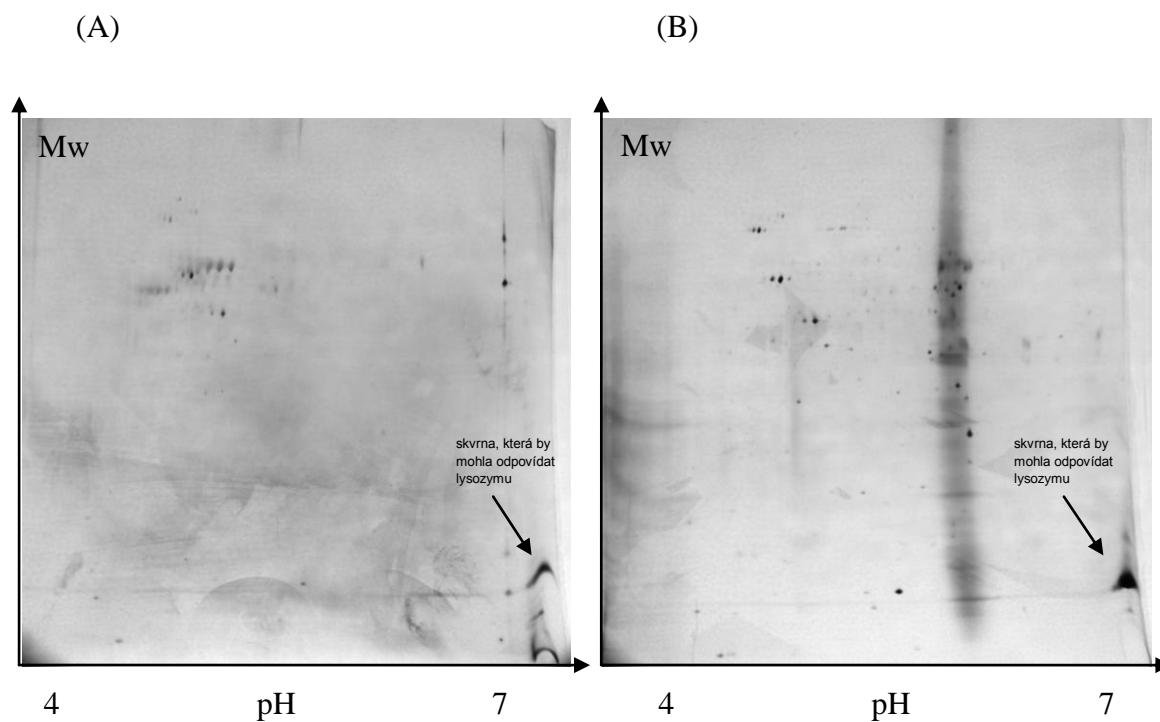 (A)
(B)
Mw
Mw
skvrna, která by
mohla odpovídat
lysozymu
skvrna, která by
mohla odpovídat
lysozymu
4 pH 7
4 pH 7